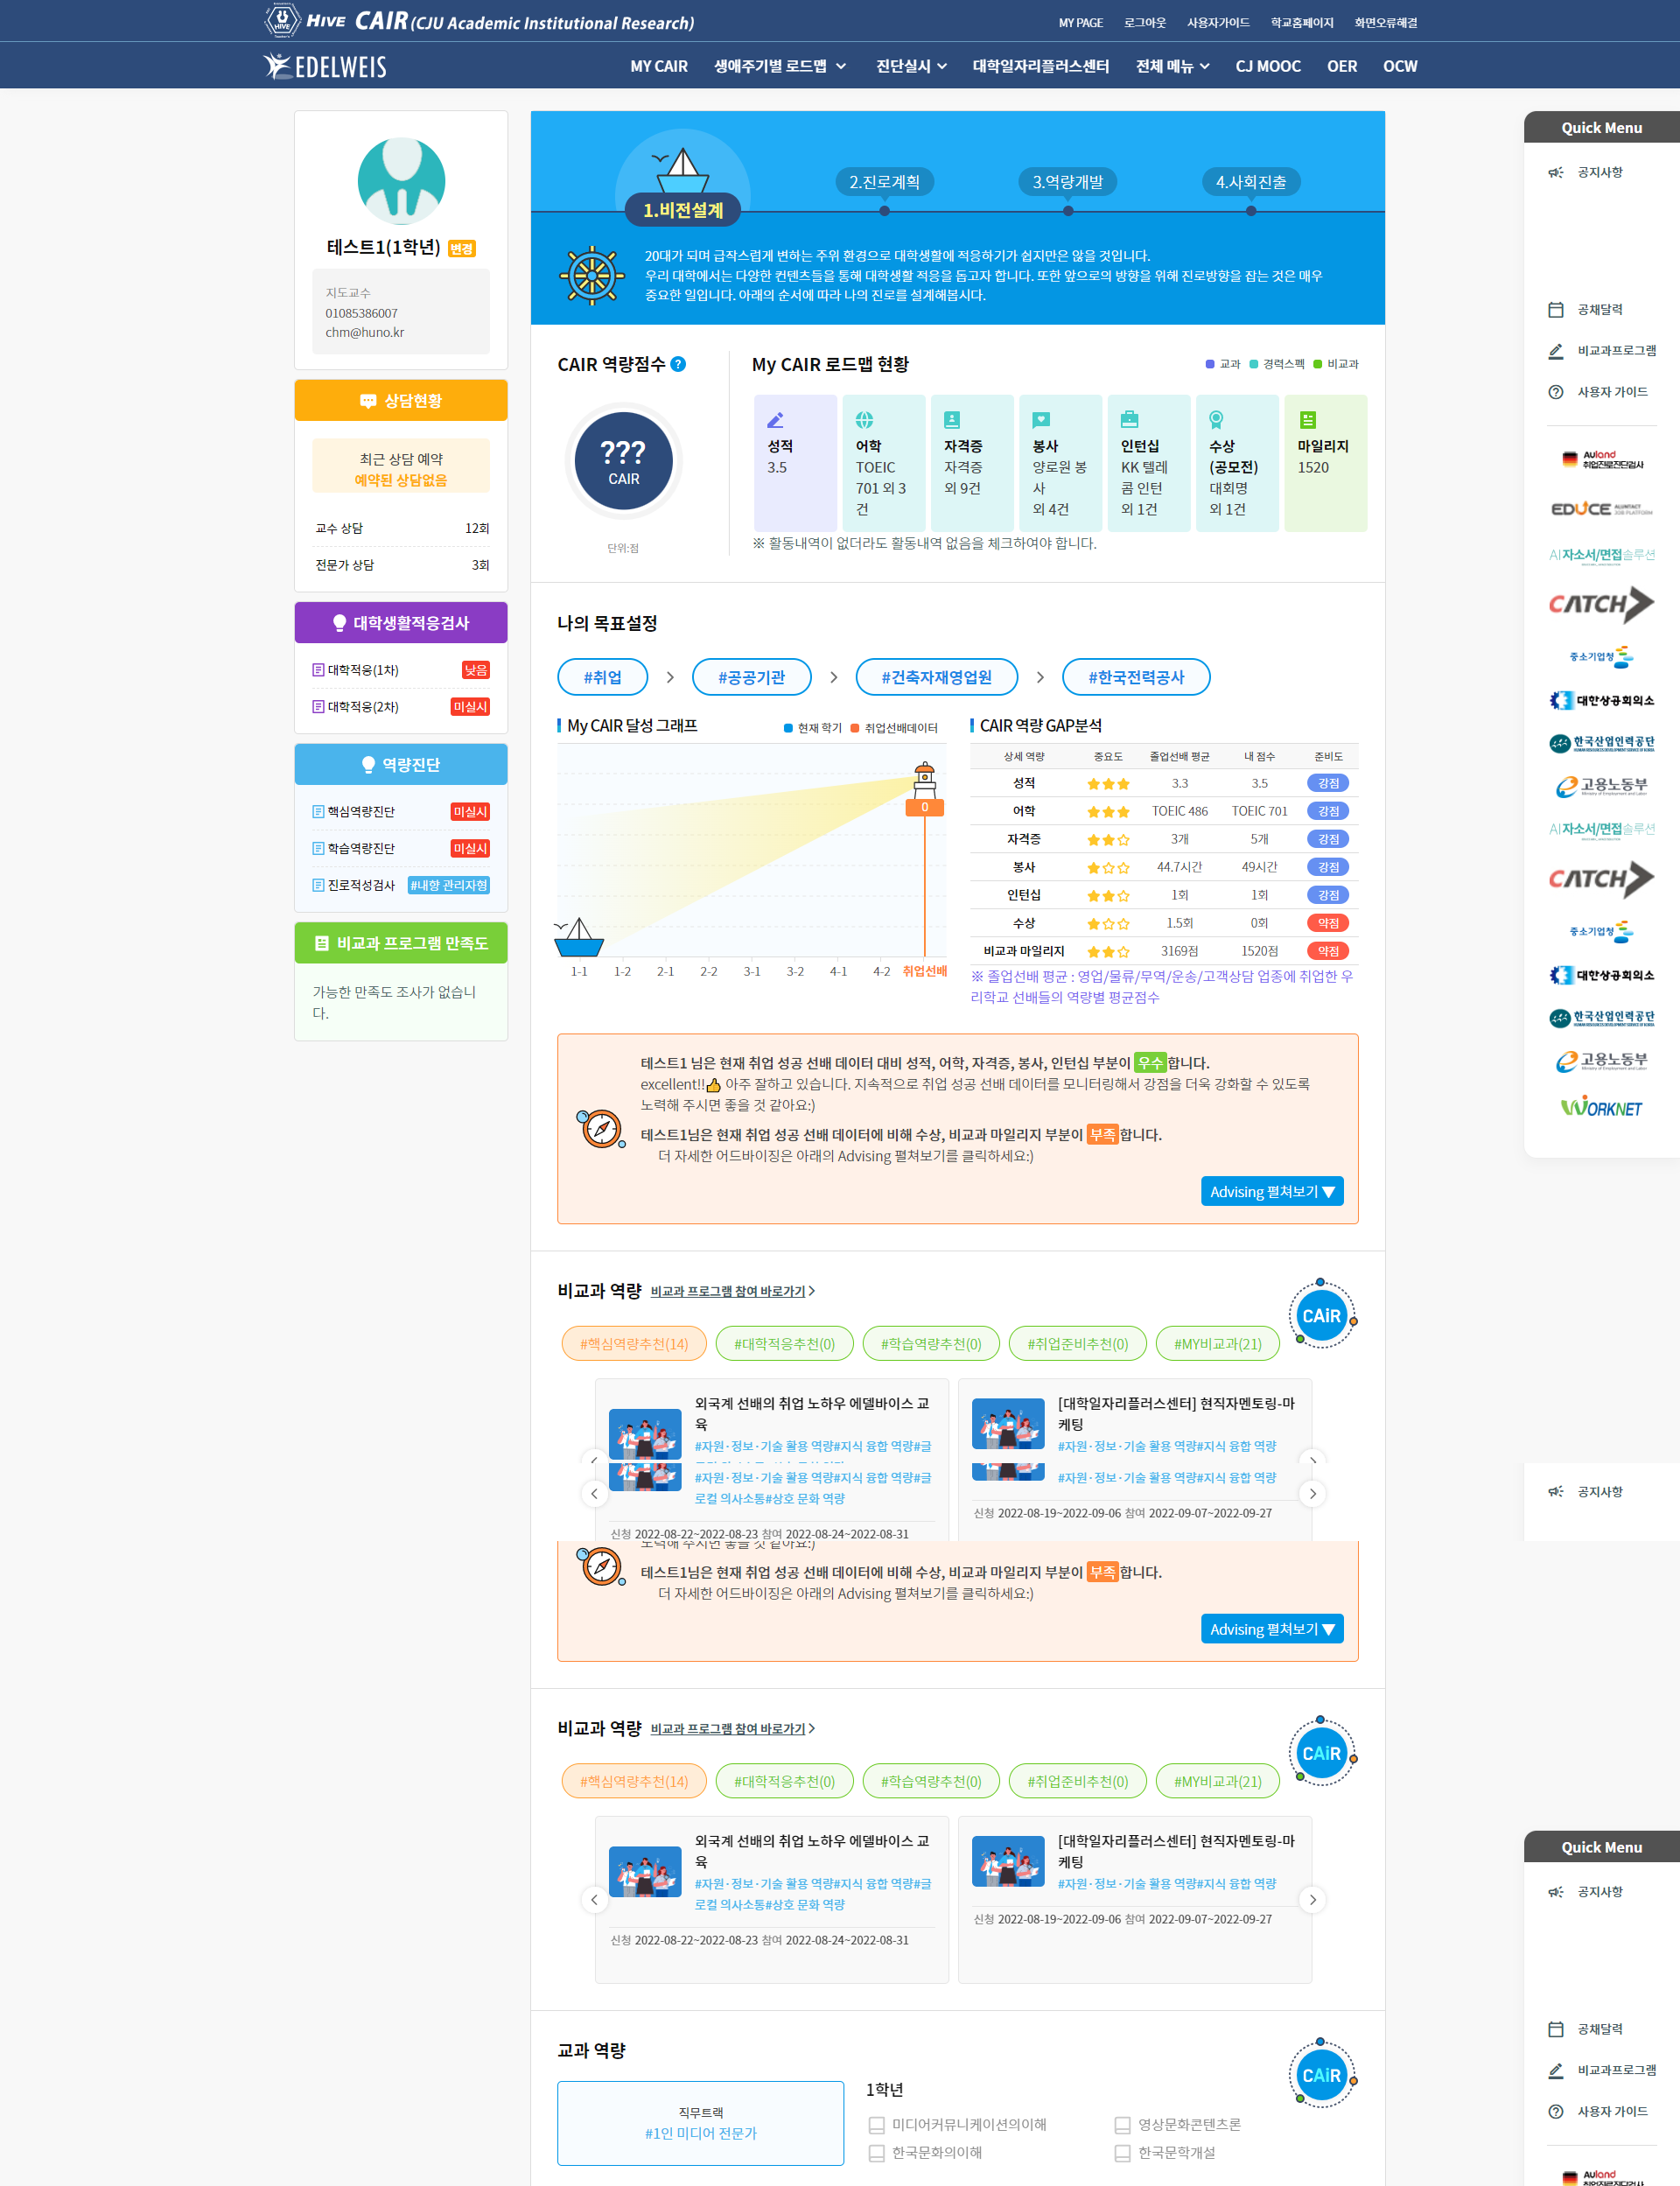 HiVE CAIR (CJU Academic Institutional Research)
MY PAGE 로그아웃 사용자가이드 학교홈페이지 화면오류해결
EDELWEIS
MY CAIR 생애주기별 로드맵 진단실시 대학일자리플러스센터 전체 메뉴 CJ MOOC OER OCW
테스트1(1학년) 변경
지도교수
01085386007
chm@huno.kr
상담현황
최근 상담 예약
예약된 상담없음
교수 상담 12회
전문가 상담 3회
대학생활적응검사
대학적응(1차) 낮음
대학적응(2차) 미실시
역량진단
핵심역량진단 미실시
학습역량진단 미실시
진로적성검사 #내향 관리자형
비교과 프로그램 만족도
가능한 만족도 조사가 없습니
다.
1.비전설계
2.진로계획
3.역량개발
4.사회진출
20대가 되며 급작스럽게 변하는 주위 환경으로 대학생활에 적응하기가 쉽지만은 않을 것입니다.
우리 대학에서는 다양한 컨텐츠들을 통해 대학생활 적응을 돕고자 합니다. 또한 앞으로의 방향을 위해 진로방향을 잡는 것은 매우
중요한 일입니다. 아래의 순서에 따라 나의 진로를 설계해봅시다.
CAIR 역량점수 ?
???
CAIR
단위:점
My CAIR 로드맵 현황
교과 경력스펙 비교과
성적
3.5
어학
TOEIC
701 외 3
건
자격증
자격증
외 9건
봉사
양로원 봉
사
외 4건
인턴십
KK 텔레
콤 인턴
외 1건
수상
(공모전)
대회명
외 1건
마일리지
1520
※ 활동내역이 없더라도 활동내역 없음을 체크하여야 합니다.
나의 목표설정
#취업 > #공공기관 > #건축자재영업원 > #한국전력공사
My CAIR 달성 그래프
현재 학기 취업선배데이터
0
1-1 1-2 2-1 2-2 3-1 3-2 4-1 4-2 취업선배
CAIR 역량 GAP분석
상세 역량 중요도 졸업선배 평균 내 점수 준비도
성적 ★★★ 3.3 3.5 강점
어학 ★★★ TOEIC 486 TOEIC 701 강점
자격증 ★★☆ 3개 5개 강점
봉사 ★☆☆ 44.7시간 49시간 강점
인턴십 ★★☆ 1회 1회 강점
수상 ★☆☆ 1.5회 0회 약점
비교과 마일리지 ★★☆ 3169점 1520점 약점
※ 졸업선배 평균 : 영업/물류/무역/운송/고객상담 업종에 취업한 우
리학교 선배들의 역량별 평균점수
테스트1 님은 현재 취업 성공 선배 데이터 대비 성적, 어학, 자격증, 봉사, 인턴십 부분이 우수 합니다.
excellent!!👍 아주 잘하고 있습니다. 지속적으로 취업 성공 선배 데이터를 모니터링해서 강점을 더욱 강화할 수 있도록
노력해 주시면 좋을 것 같아요:)
테스트1님은 현재 취업 성공 선배 데이터에 비해 수상, 비교과 마일리지 부분이 부족 합니다.
더 자세한 어드바이징은 아래의 Advising 펼쳐보기를 클릭하세요:)
Advising 펼쳐보기 ▼
비교과 역량 비교과 프로그램 참여 바로가기 >
CAiR
#핵심역량추천(14) #대학적응추천(0) #학습역량추천(0) #취업준비추천(0) #MY비교과(21)
외국계 선배의 취업 노하우 에델바이스 교
육
#자원·정보·기술 활용 역량#지식 융합 역량#글
[대학일자리플러스센터] 현직자멘토링-마
케팅
#자원·정보·기술 활용 역량#지식 융합 역량
#자원·정보·기술 활용 역량#지식 융합 역량#글
로컬 의사소통#상호 문화 역량
신청 2022-08-22~2022-08-23 참여 2022-08-24~2022-08-31
#자원·정보·기술 활용 역량#지식 융합 역량
신청 2022-08-19~2022-09-06 참여 2022-09-07~2022-09-27
노력해 주시면 좋을 것 같아요:)
테스트1님은 현재 취업 성공 선배 데이터에 비해 수상, 비교과 마일리지 부분이 부족 합니다.
더 자세한 어드바이징은 아래의 Advising 펼쳐보기를 클릭하세요:)
Advising 펼쳐보기 ▼
비교과 역량 비교과 프로그램 참여 바로가기 >
CAiR
#핵심역량추천(14) #대학적응추천(0) #학습역량추천(0) #취업준비추천(0) #MY비교과(21)
외국계 선배의 취업 노하우 에델바이스 교
육
#자원·정보·기술 활용 역량#지식 융합 역량#글
로컬 의사소통#상호 문화 역량
신청 2022-08-22~2022-08-23 참여 2022-08-24~2022-08-31
[대학일자리플러스센터] 현직자멘토링-마
케팅
#자원·정보·기술 활용 역량#지식 융합 역량
신청 2022-08-19~2022-09-06 참여 2022-09-07~2022-09-27
교과 역량
CAiR
직무트랙
#1인 미디어 전문가
1학년
미디어커뮤니케이션의이해 영상문화콘텐츠론
한국문화의이해 한국문학개설
Quick Menu
공지사항
공채달력
비교과프로그램
사용자 가이드
Auland
취업진로진단검사
EDUCE ALINTACT
JOB PLATFORM
AI자소서/면접솔루션
CATCH
중소기업청
대한상공회의소
한국산업인력공단
고용노동부
Ministry of Employment and Labor
AI자소서/면접솔루션
CATCH
중소기업청
대한상공회의소
한국산업인력공단
고용노동부
Ministry of Employment and Labor
WORKNET
공지사항
Quick Menu
공지사항
공채달력
비교과프로그램
사용자 가이드
Auland